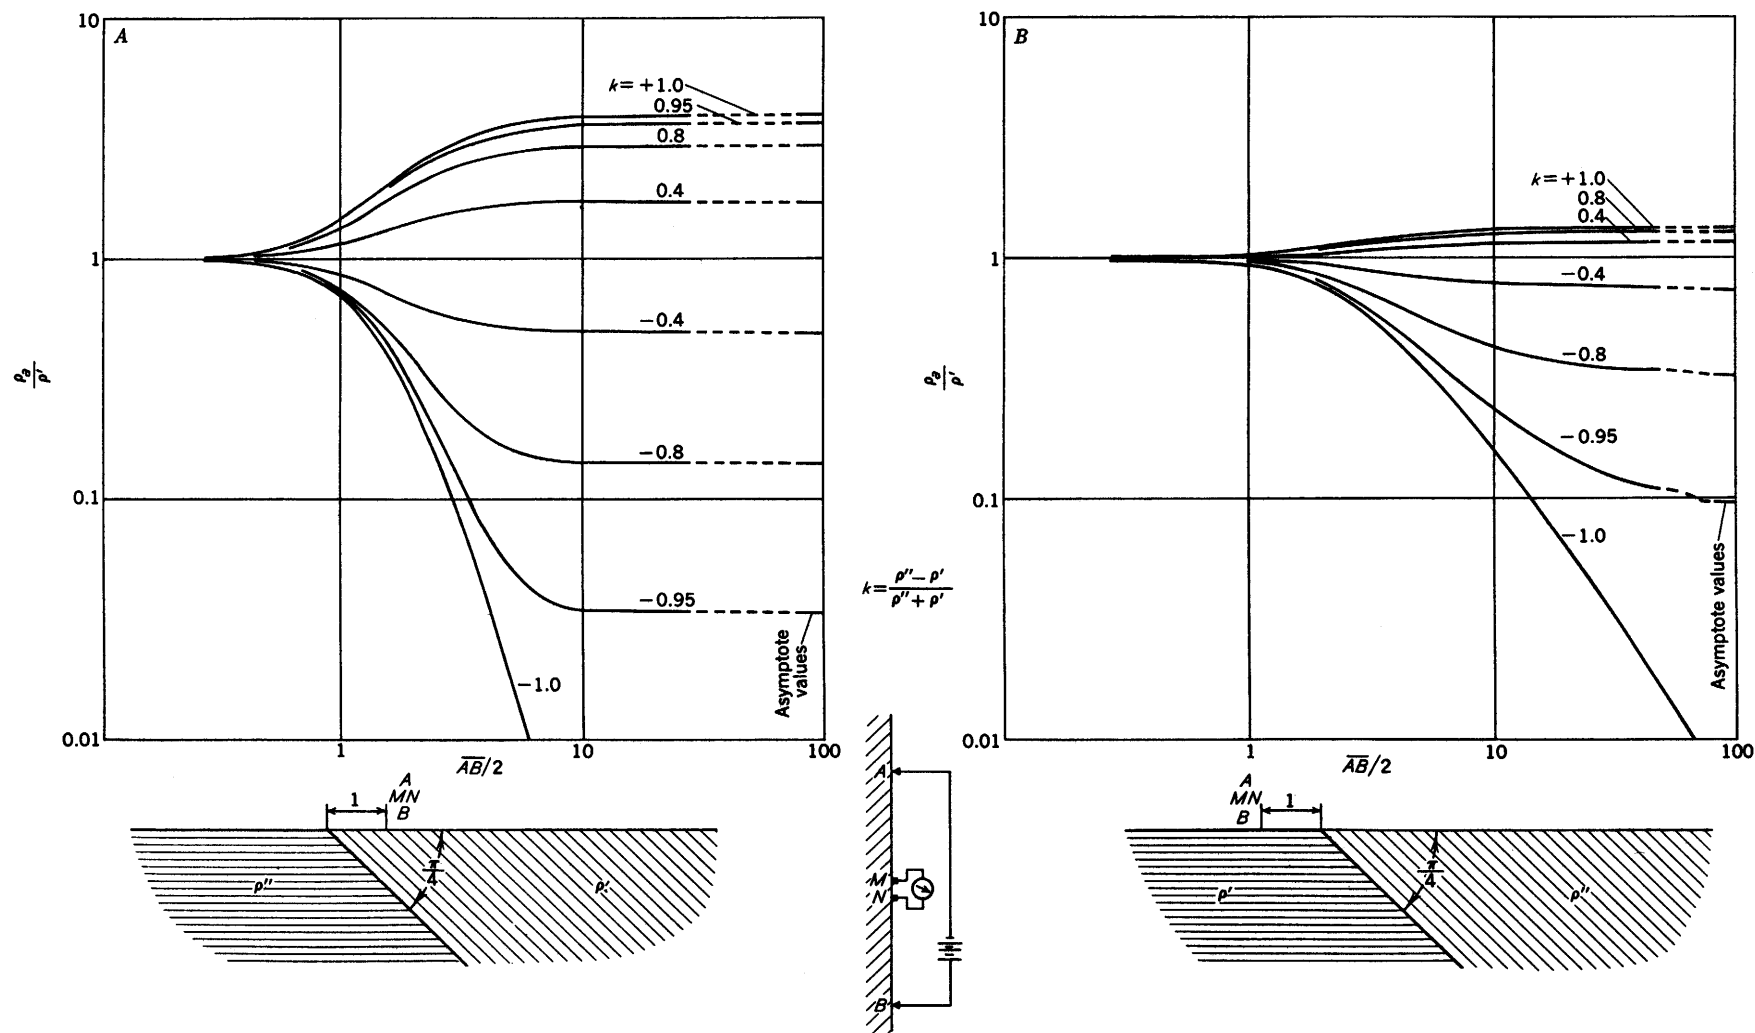 A
10
1
0.1
0.01
1
10
100
k=+1.0
0.95
0.8
0.4
−0.4
−0.8
−0.95
−1.0
Asymptote
values
ρa/ρ′
AB/2
A
MN
B
1
π/4
ρ″
ρ′
k = ρ″ − ρ′ / ρ″ + ρ′
A
M
N
B
B
10
1
0.1
0.01
1
10
100
k=+1.0
0.8
0.4
−0.4
−0.8
−0.95
−1.0
Asymptote values
ρa/ρ′
AB/2
A
MN
B
1
π/4
ρ′
ρ″